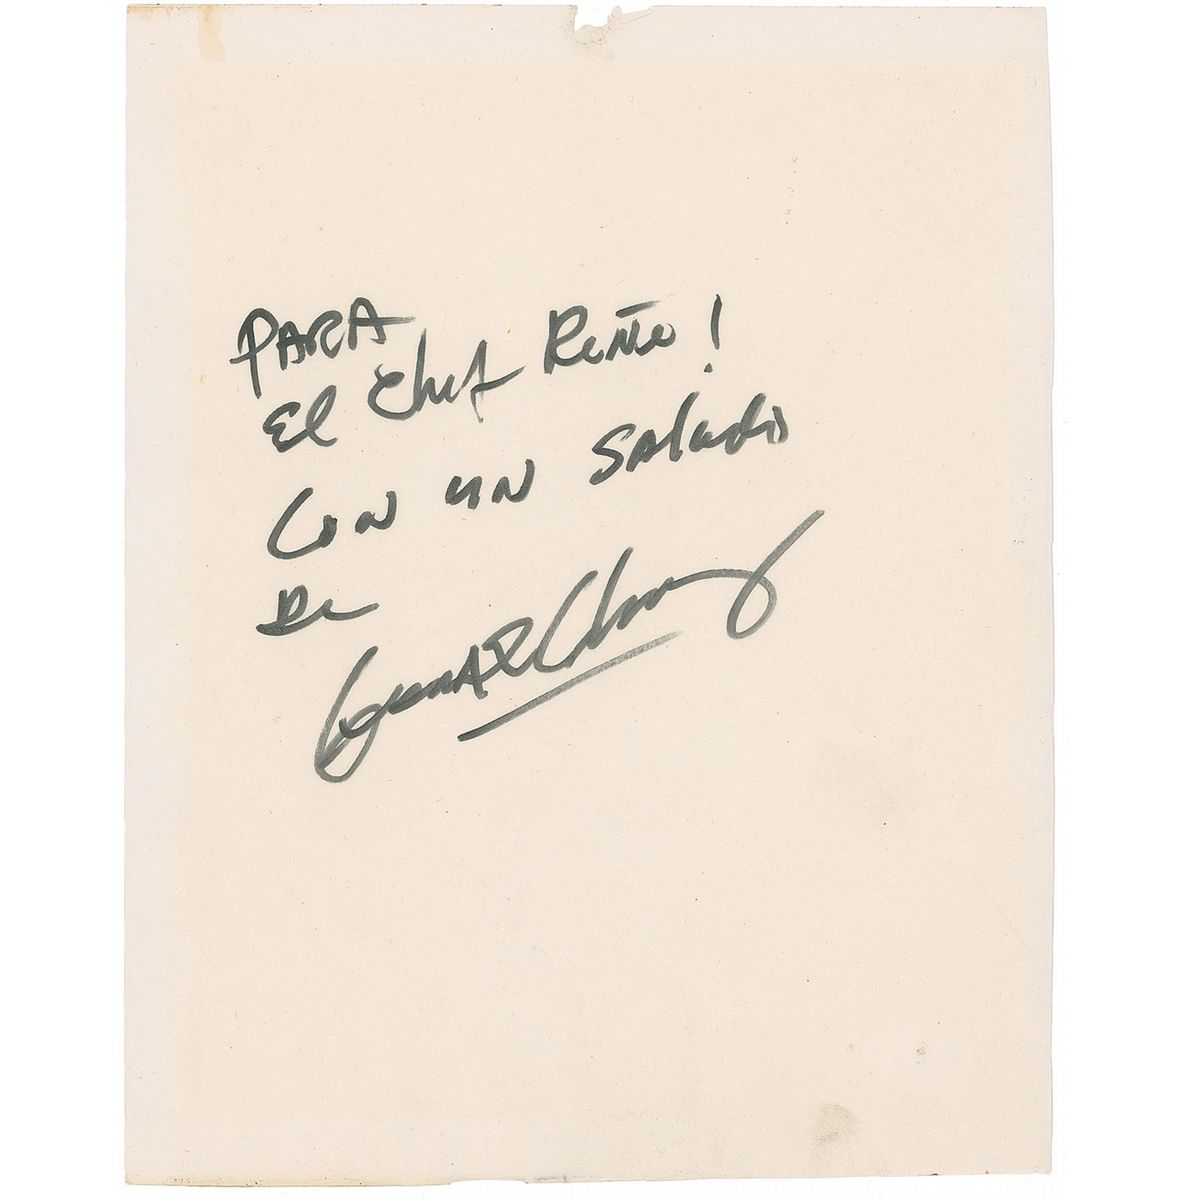 PARA
El Chef
Con un Saludo
De